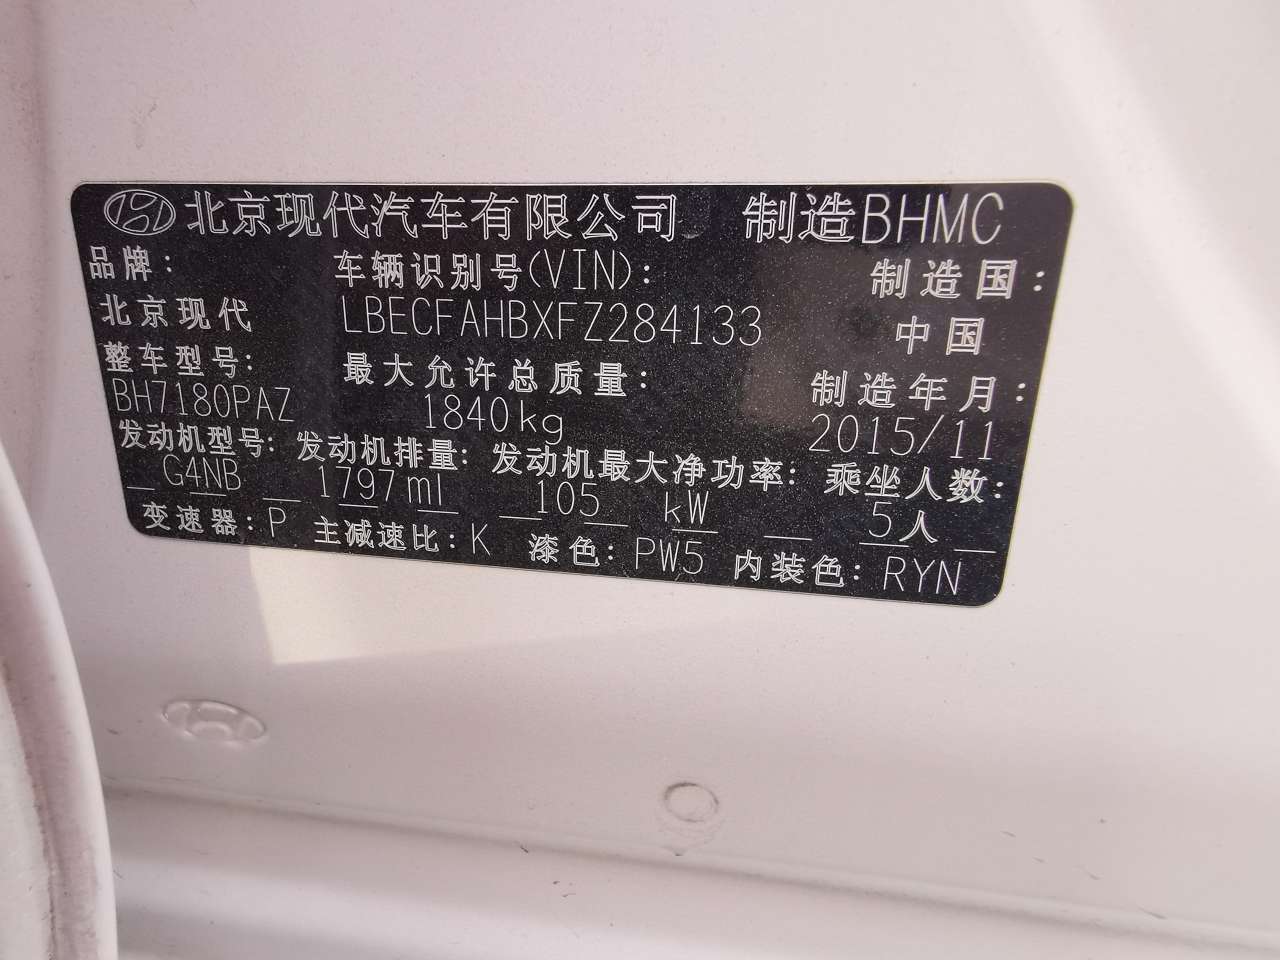 北京现代汽车有限公司 制造BHMC
品牌: 车辆识别号(VIN): 制造国:
北京现代 LBECFAHBXFZ284133 中国
整车型号: 最大允许总质量: 制造年月:
BH7180PAZ 1840kg 2015/11
发动机型号: 发动机排量: 发动机最大净功率: 乘坐人数:
G4NB 1797ml 105 kW 5人
变速器: P 主减速比: K 漆色: PW5 内装色: RYN